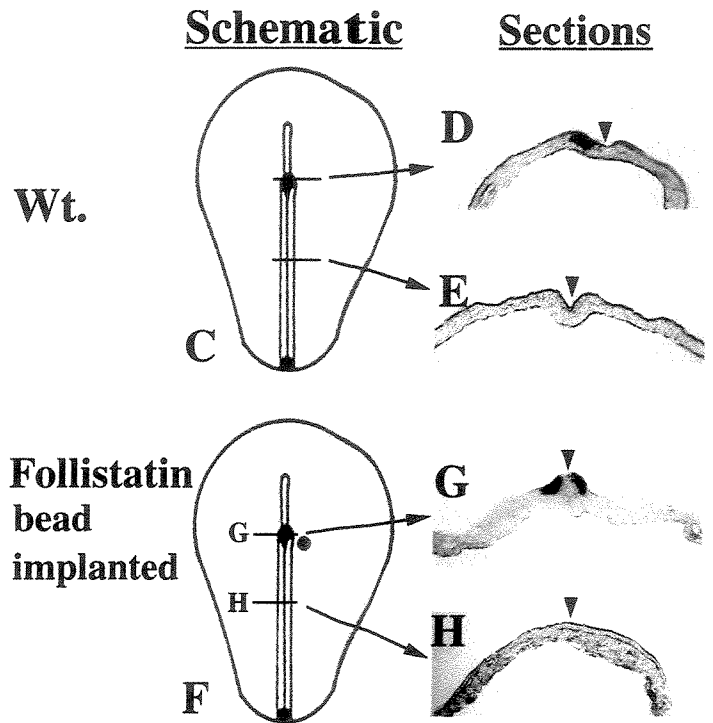 Schematic Sections
D
Wt.
E
C
Follistatin
bead
implanted
G
G
H
H
F